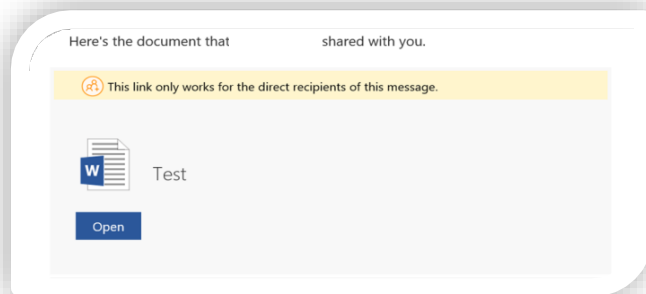 Here's the document that shared with you.
This link only works for the direct recipients of this message.
W
Test
Open